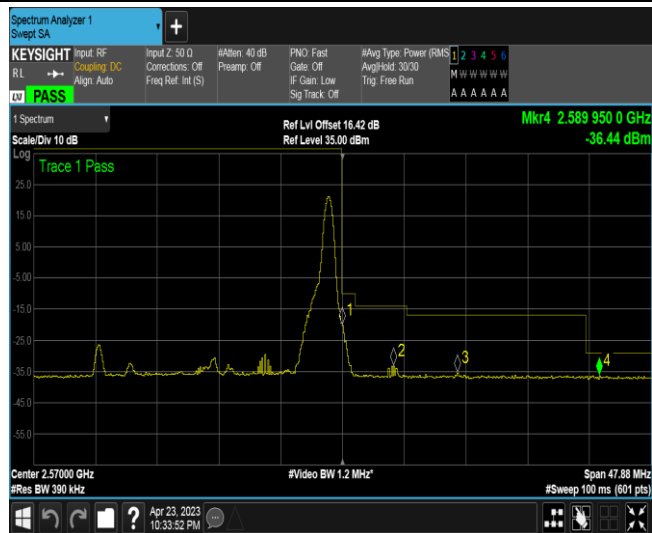 Spectrum Analyzer 1
Swept SA
+
KEYSIGHT
RL
Input: RF
Coupling: DC
Align: Auto
Input Z: 50 Ω
Corrections: Off
Freq Ref: Int (S)
#Atten: 40 dB
Preamp: Off
PNO: Fast
Gate: Off
IF Gain: Low
Sig Track: Off
#Avg Type: Power (RMS
Avg|Hold: 30/30
Trig: Free Run
1 2 3 4 5 6
M W W W W W
A A A A A A
LXI PASS
1 Spectrum
Scale/Div 10 dB
Ref Lvl Offset 16.42 dB
Ref Level 35.00 dBm
Mkr4 2.589 950 0 GHz
-36.44 dBm
Log
Trace 1 Pass
25.0
15.0
5.00
-5.00
-15.0
-25.0
-35.0
-45.0
-55.0
1
2
3
4
Center 2.57000 GHz
#Res BW 390 kHz
#Video BW 1.2 MHz*
Span 47.88 MHz
#Sweep 100 ms (601 pts)
?
Apr 23, 2023
10:33:52 PM